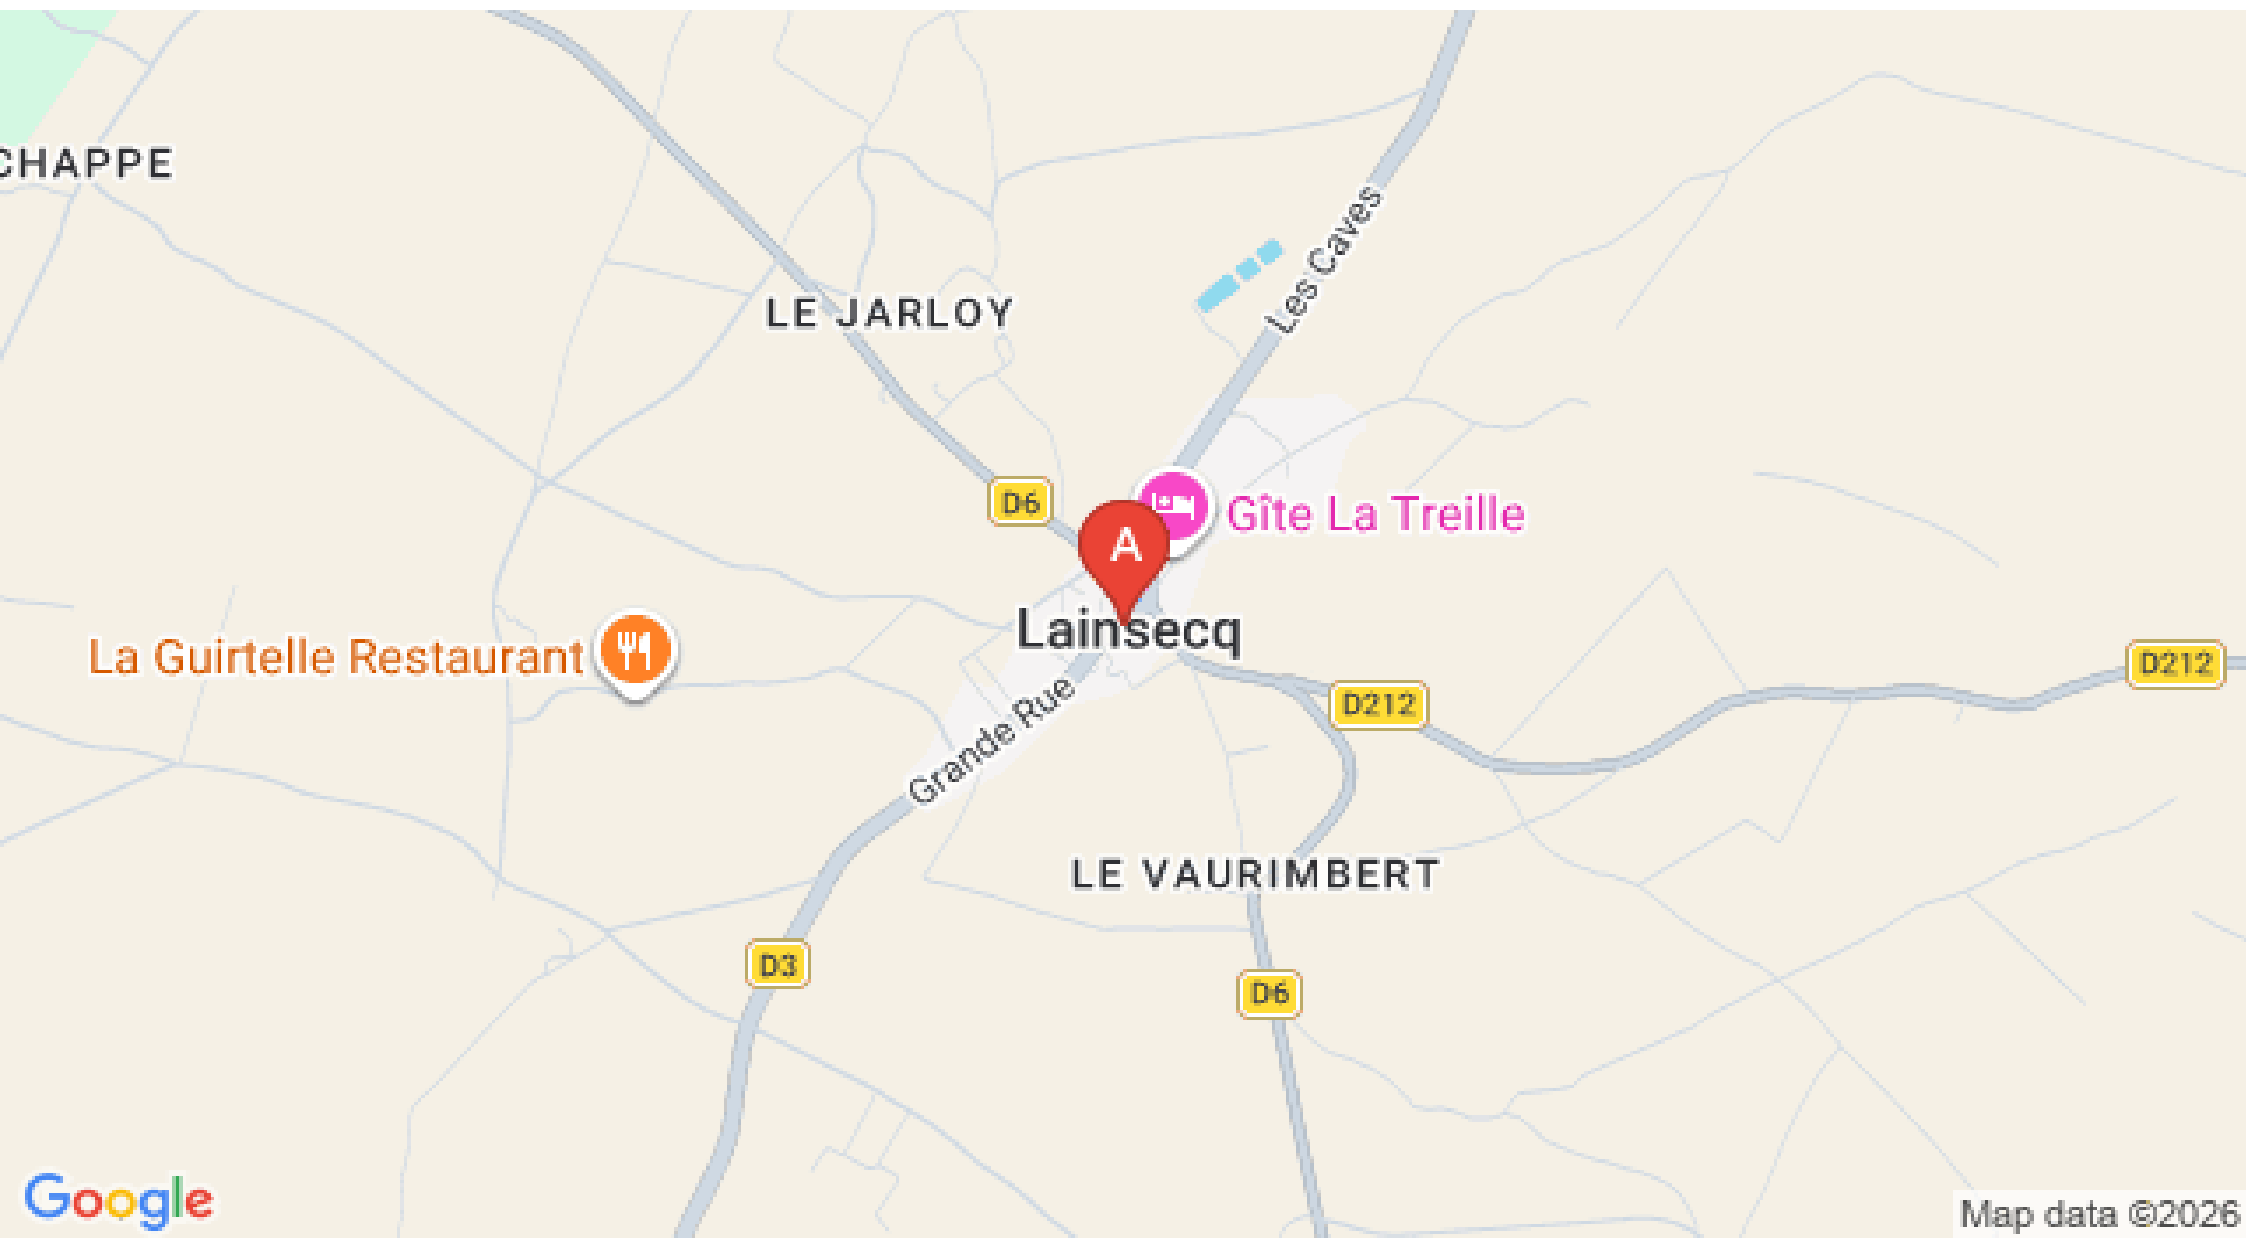 CHAPPE
Les Caves
LE JARLOY
D6
Gîte La Treille
A
Lainsecq
La Guirtelle Restaurant
D212
D212
Grande Rue
LE VAURIMBERT
D3
D6
Google
Map data ©2026